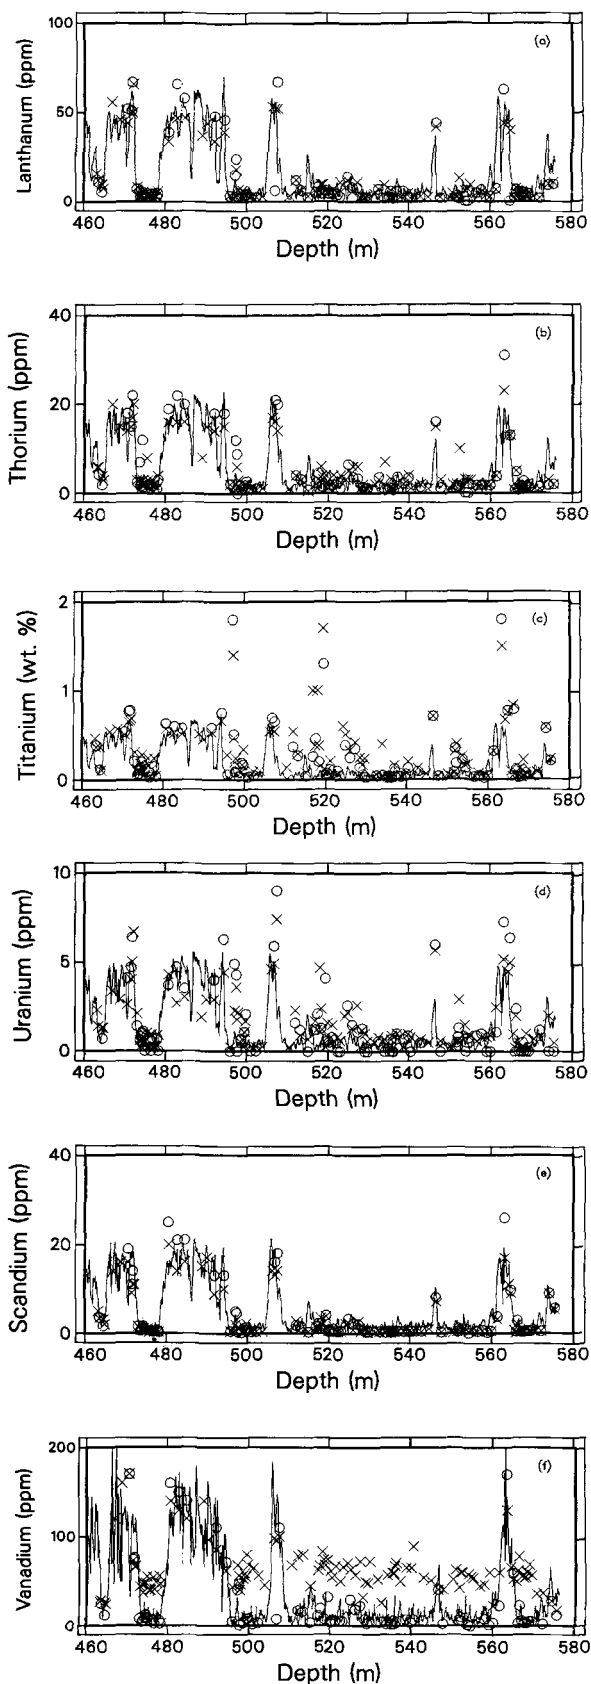 100
50
0
Lanthanum (ppm)
(a)
460 480 500 520 540 560 580
Depth (m)
40
20
0
Thorium (ppm)
(b)
460 480 500 520 540 560 580
Depth (m)
2
1
0
Titanium (wt. %)
(c)
460 480 500 520 540 560 580
Depth (m)
10
5
0
Uranium (ppm)
(d)
460 480 500 520 540 560 580
Depth (m)
40
20
0
Scandium (ppm)
(e)
460 480 500 520 540 560 580
Depth (m)
200
100
0
Vanadium (ppm)
(f)
460 480 500 520 540 560 580
Depth (m)